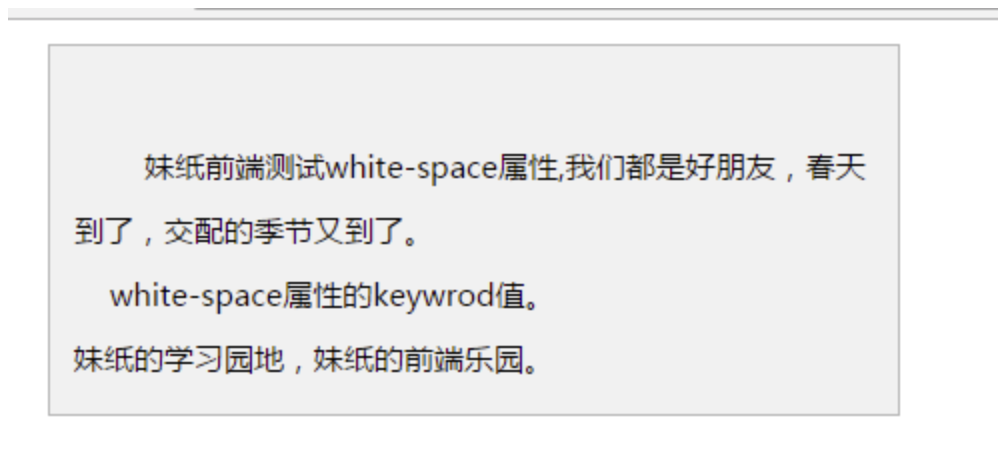 妹纸前端测试white-space属性,我们都是好朋友，春天
到了，交配的季节又到了。
white-space属性的keywrod值。
妹纸的学习园地，妹纸的前端乐园。